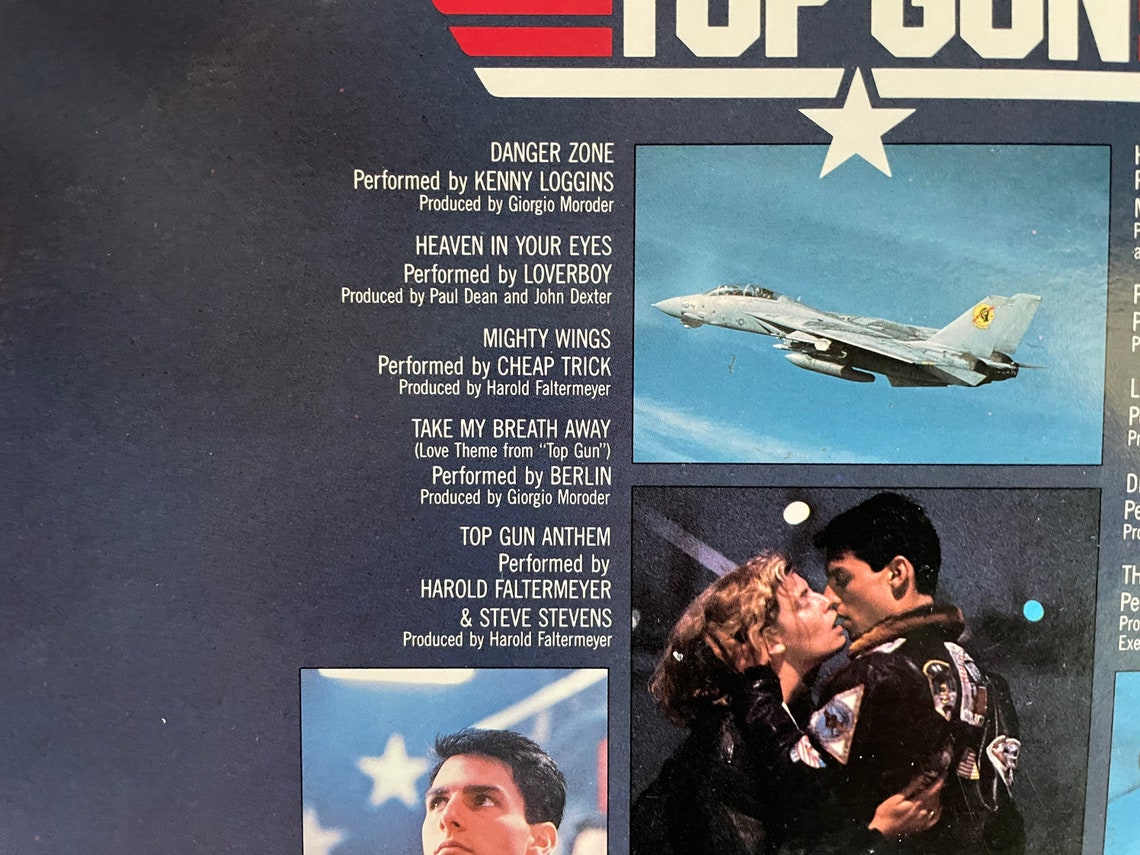 TOP GUN
DANGER ZONE
Performed by KENNY LOGGINS
Produced by Giorgio Moroder
HEAVEN IN YOUR EYES
Performed by LOVERBOY
Produced by Paul Dean and John Dexter
MIGHTY WINGS
Performed by CHEAP TRICK
Produced by Harold Faltermeyer
TAKE MY BREATH AWAY
(Love Theme from "Top Gun")
Performed by BERLIN
Produced by Giorgio Moroder
TOP GUN ANTHEM
Performed by
HAROLD FALTERMEYER
& STEVE STEVENS
Produced by Harold Faltermeyer